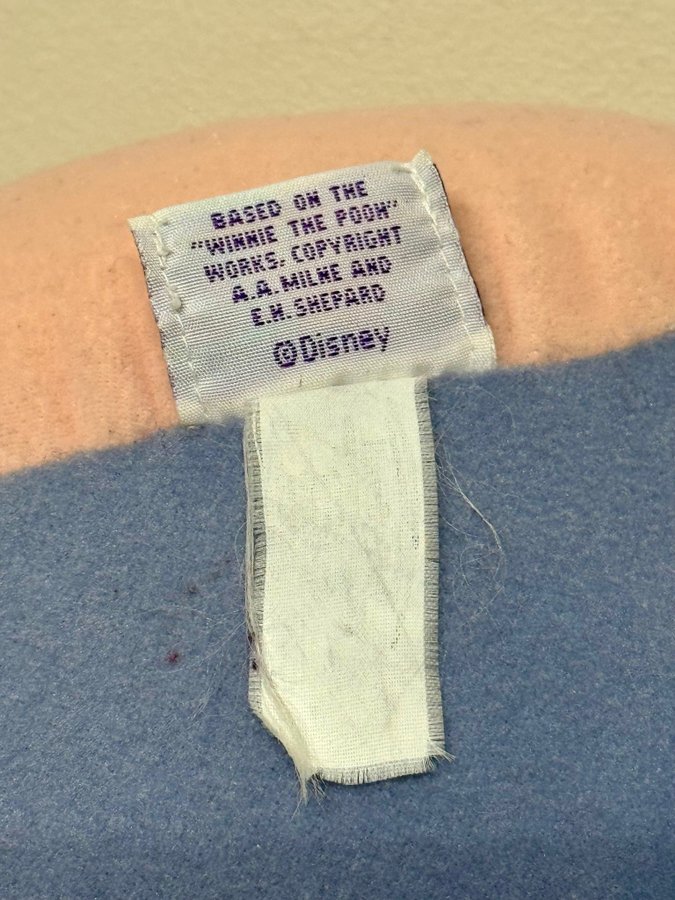 BASED ON THE
"WINNIE THE POOH"
WORKS, COPYRIGHT
A.A. MILNE AND
E.H. SHEPARD
©Disney